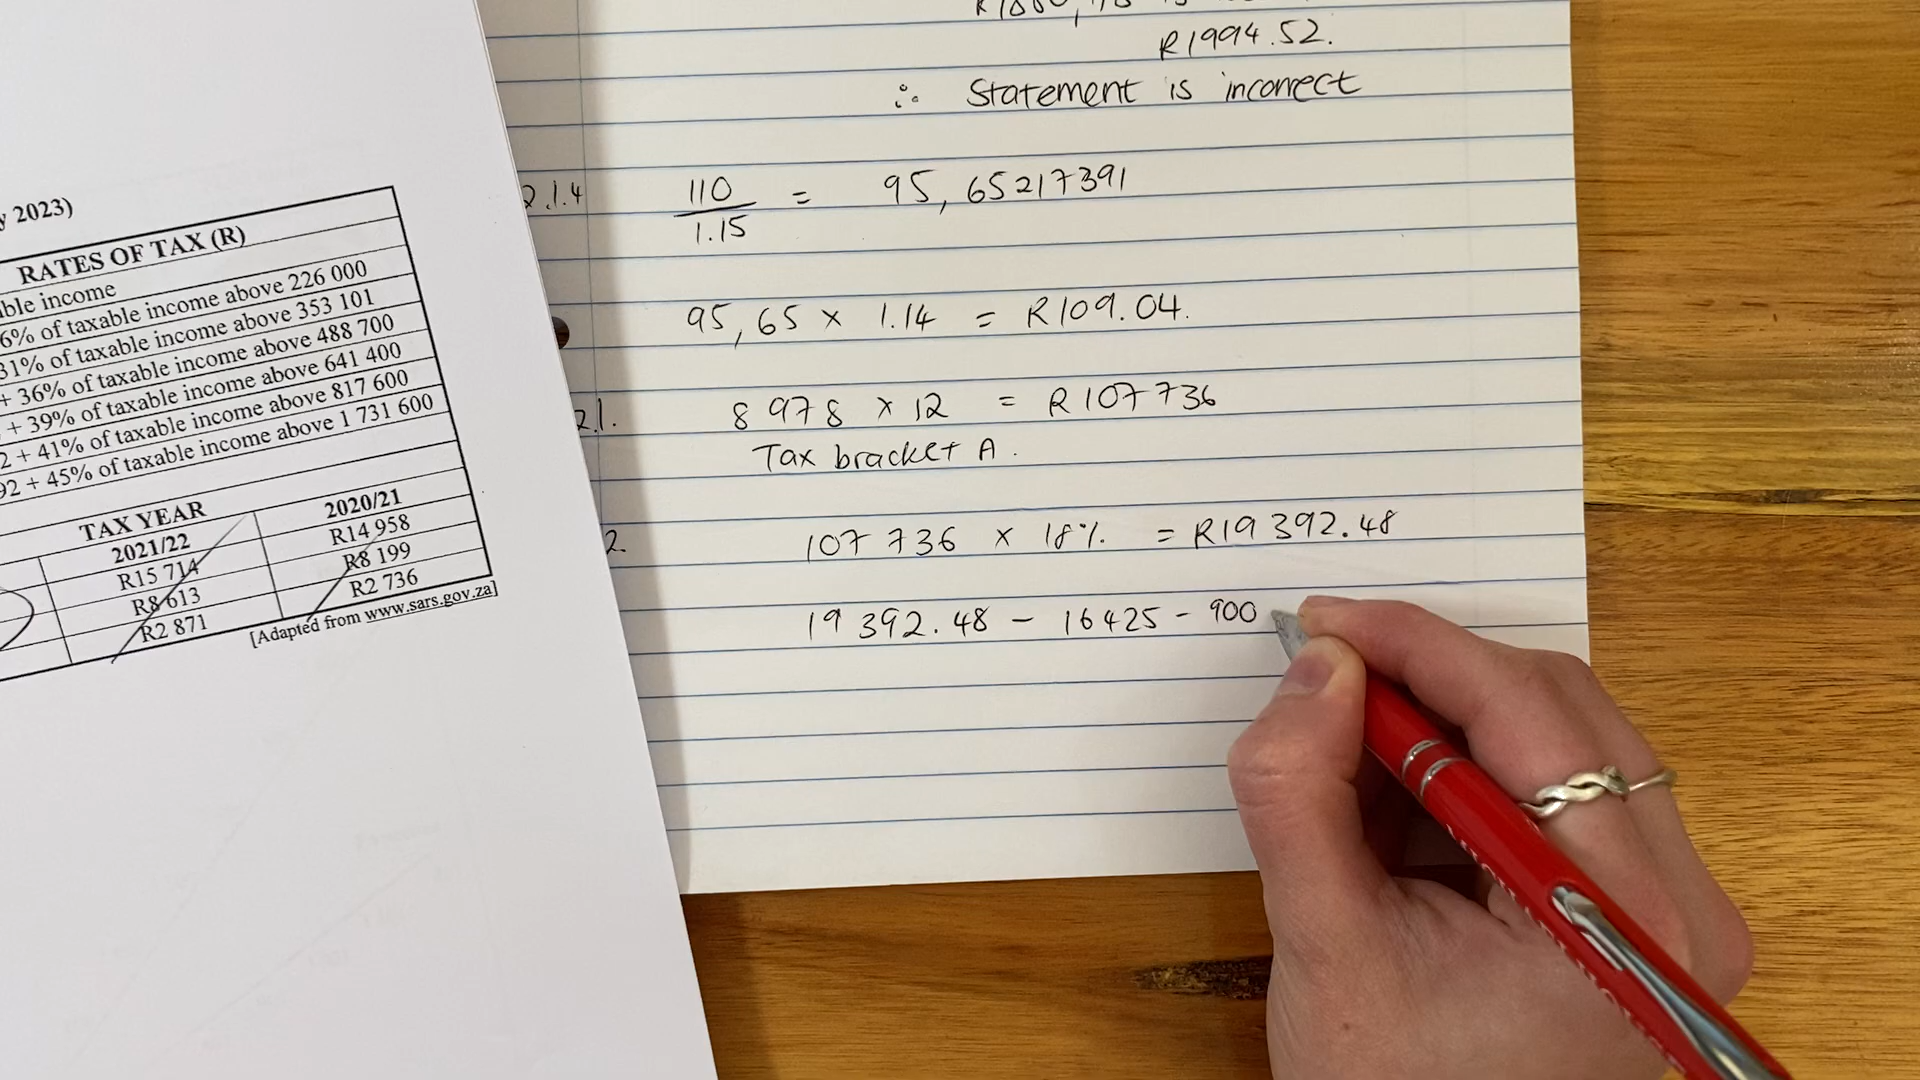 y 2023)
RATES OF TAX (R)
ble income
6% of taxable income above 226 000
31% of taxable income above 353 101
+ 36% of taxable income above 488 700
+ 39% of taxable income above 641 400
2 + 41% of taxable income above 817 600
92 + 45% of taxable income above 1 731 600
TAX YEAR
2021/22 2020/21
R15 714 R14 958
R8 613 R8 199
R2 871 R2 736
[Adapted from www.sars.gov.za]
R1994.52.
∴ Statement is incorrect
2.1.4 110/1.15 = 95,65217391
95,65 × 1.14 = R109.04.
2.1. 8 978 × 12 = R107 736
Tax bracket A.
2. 107 736 × 18% = R19 392.48
19 392.48 - 16425 - 900